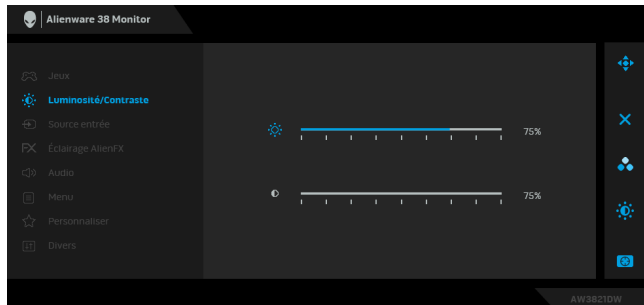 Alienware 38 Monitor
Jeux
Luminosité/Contraste
Source entrée
Éclairage AlienFX
Audio
Menu
Personnaliser
Divers
75%
75%
AW3821DW